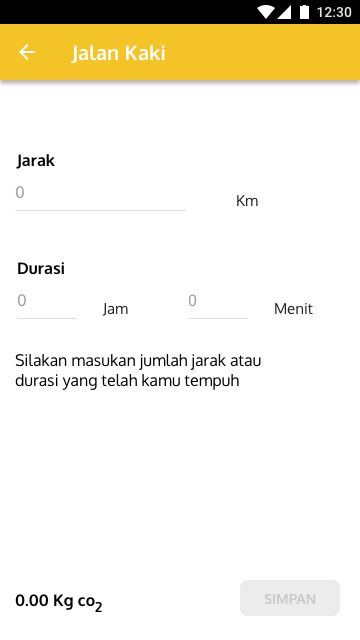 12:30
Jalan Kaki
Jarak
0
Km
Durasi
0 Jam 0 Menit
Silakan masukan jumlah jarak atau
durasi yang telah kamu tempuh
0.00 Kg co₂
SIMPAN